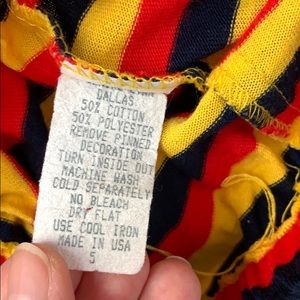 DALLAS
50% COTTON
50% POLYESTER
REMOVE PINNED
DECORATION
TURN INSIDE OUT
MACHINE WASH
COLD SEPARATELY
NO BLEACH
DRY FLAT
USE COOL IRON
MADE IN USA
5